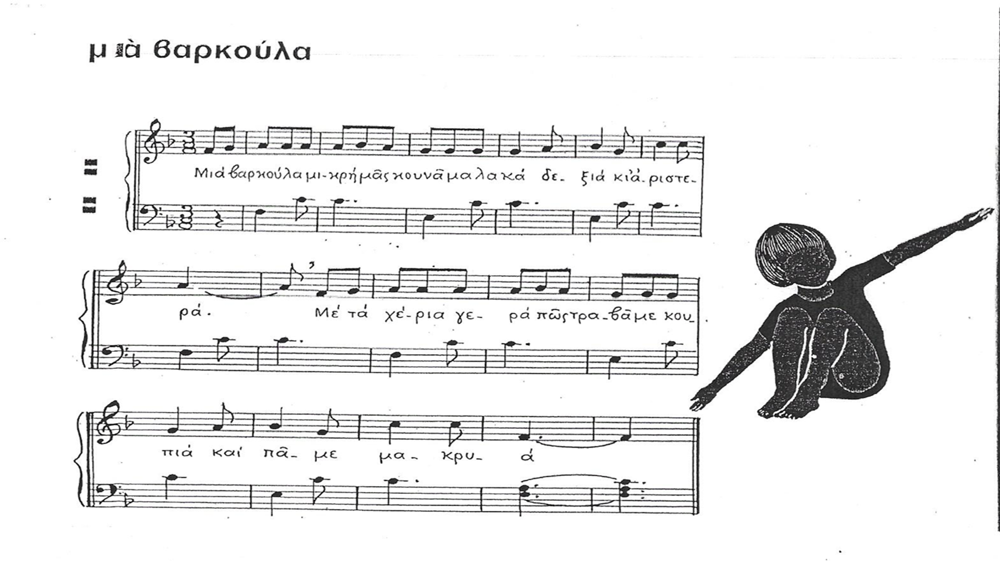 μιὰ βαρκούλα
Μιά βαρκούλα μι-κρή μᾶς κουνᾶ μαλακά δε- ξιά κι ἀ-ριστε-
ρά. Μέ τά χέ-ρια γε- ρά πῶς τρα-βᾶμε κου-
πιά καί πᾶ- με μα- κρυ- ά